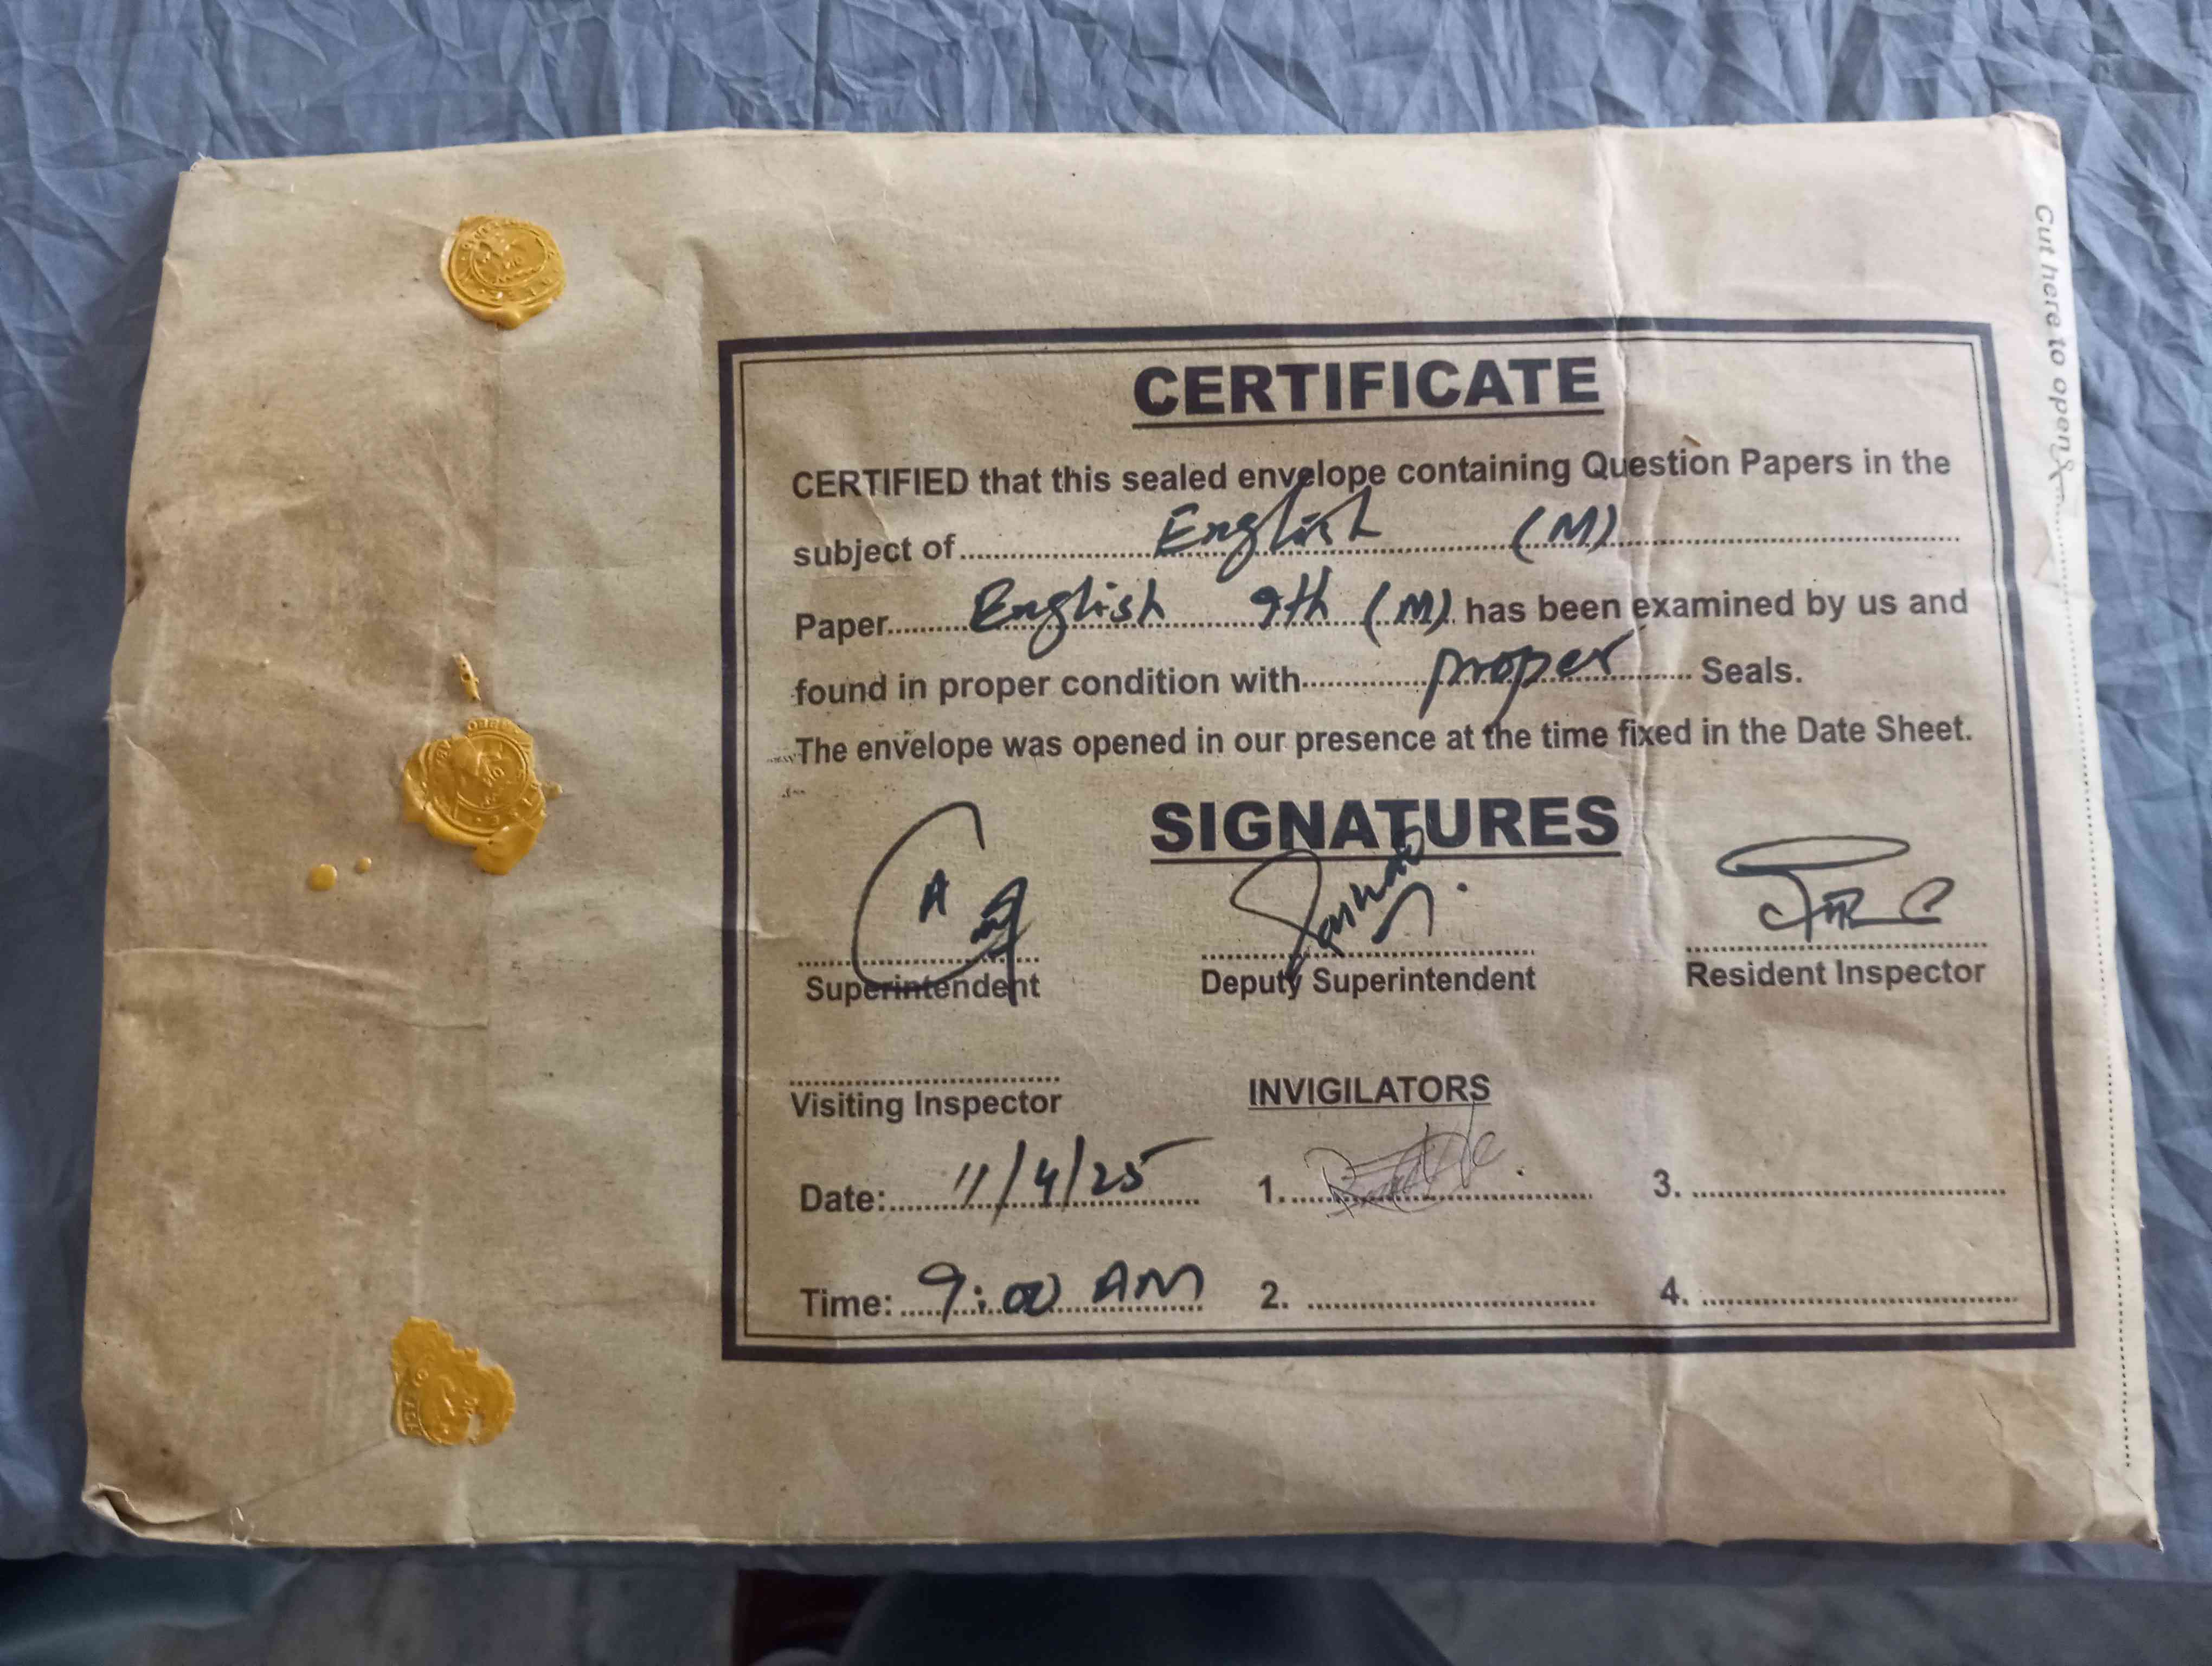 Cut here to open
CERTIFICATE
CERTIFIED that this sealed envelope containing Question Papers in the
subject of English (M)
Paper English 9th (M) has been examined by us and
found in proper condition with proper Seals.
The envelope was opened in our presence at the time fixed in the Date Sheet.
SIGNATURES
Superintendent Deputy Superintendent Resident Inspector
Visiting Inspector INVIGILATORS
Date: 11/4/25 1. 3.
Time: 9:00 AM 2. 4.